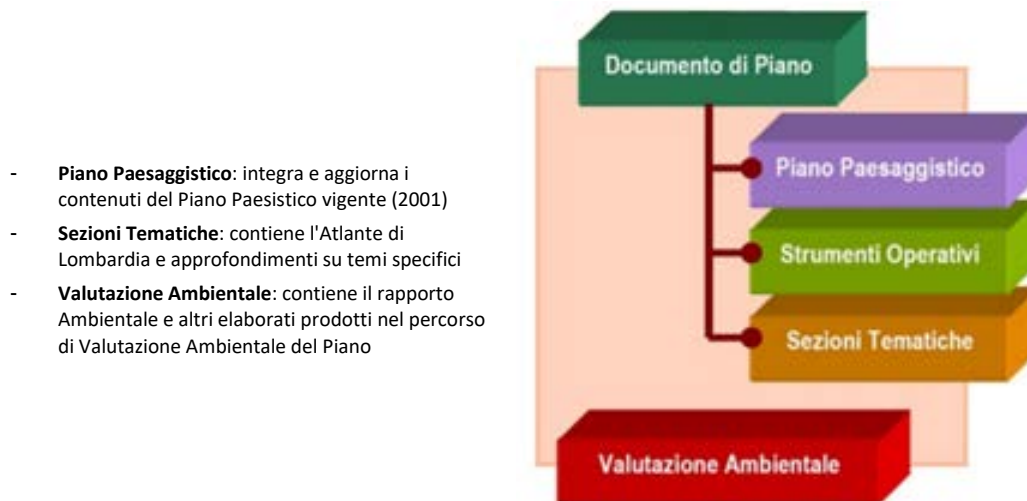 - Piano Paesaggistico: integra e aggiorna i
contenuti del Piano Paesistico vigente (2001)
- Sezioni Tematiche: contiene l'Atlante di
Lombardia e approfondimenti su temi specifici
- Valutazione Ambientale: contiene il rapporto
Ambientale e altri elaborati prodotti nel percorso
di Valutazione Ambientale del Piano
Documento di Piano
Piano Paesaggistico
Strumenti Operativi
Sezioni Tematiche
Valutazione Ambientale